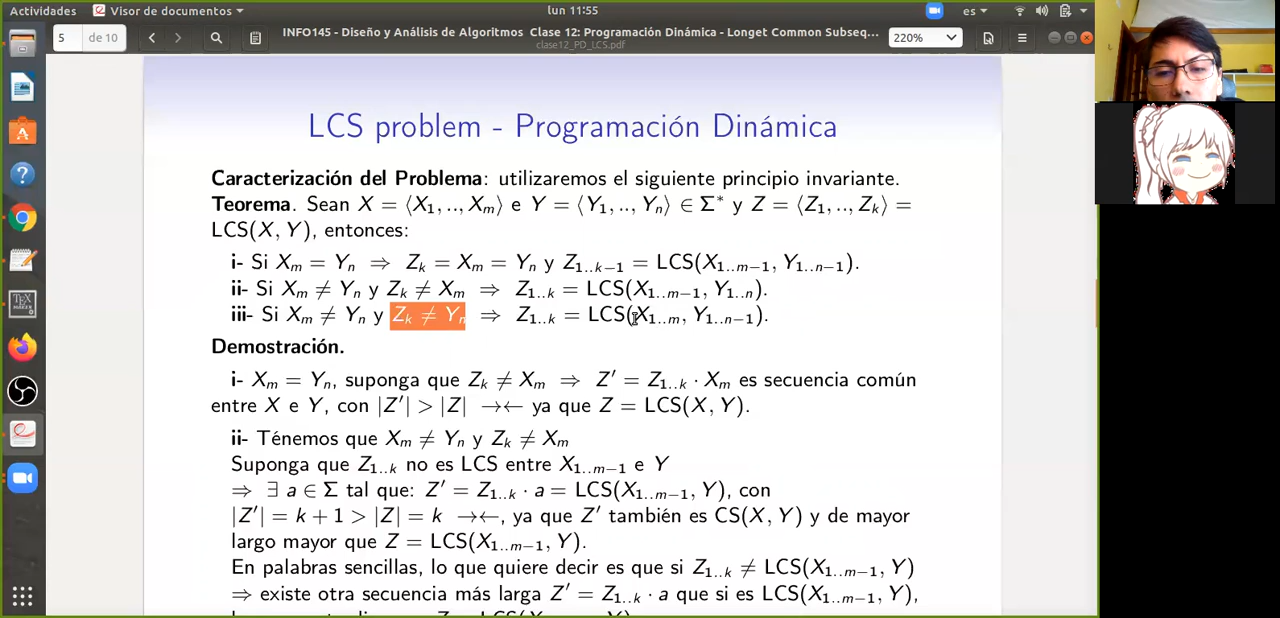 Actividades Visor de documentos lun 11:55 es
5 de 10 INFO145 - Diseño y Análisis de Algoritmos Clase 12: Programación Dinámica - Longet Common Subseq... 220%
clase12_PD_LCS.pdf
LCS problem - Programación Dinámica
Caracterización del Problema: utilizaremos el siguiente principio invariante.
Teorema. Sean X = ⟨X₁, .., Xₘ⟩ e Y = ⟨Y₁, .., Yₙ⟩ ∈ Σ* y Z = ⟨Z₁, .., Zₖ⟩ =
LCS(X, Y), entonces:
i- Si Xₘ = Yₙ ⇒ Zₖ = Xₘ = Yₙ y Z₁..ₖ₋₁ = LCS(X₁..ₘ₋₁, Y₁..ₙ₋₁).
ii- Si Xₘ ≠ Yₙ y Zₖ ≠ Xₘ ⇒ Z₁..ₖ = LCS(X₁..ₘ₋₁, Y₁..ₙ).
iii- Si Xₘ ≠ Yₙ y Zₖ ≠ Yₙ ⇒ Z₁..ₖ = LCS(X₁..ₘ, Y₁..ₙ₋₁).
Demostración.
i- Xₘ = Yₙ, suponga que Zₖ ≠ Xₘ ⇒ Z′ = Z₁..ₖ · Xₘ es secuencia común
entre X e Y, con |Z′| > |Z| →← ya que Z = LCS(X, Y).
ii- Ténemos que Xₘ ≠ Yₙ y Zₖ ≠ Xₘ
Suponga que Z₁..ₖ no es LCS entre X₁..ₘ₋₁ e Y
⇒ ∃ a ∈ Σ tal que: Z′ = Z₁..ₖ · a = LCS(X₁..ₘ₋₁, Y), con
|Z′| = k + 1 > |Z| = k →←, ya que Z′ también es CS(X, Y) y de mayor
largo mayor que Z = LCS(X₁..ₘ₋₁, Y).
En palabras sencillas, lo que quiere decir es que si Z₁..ₖ ≠ LCS(X₁..ₘ₋₁, Y)
⇒ existe otra secuencia más larga Z′ = Z₁..ₖ · a que si es LCS(X₁..ₘ₋₁, Y),